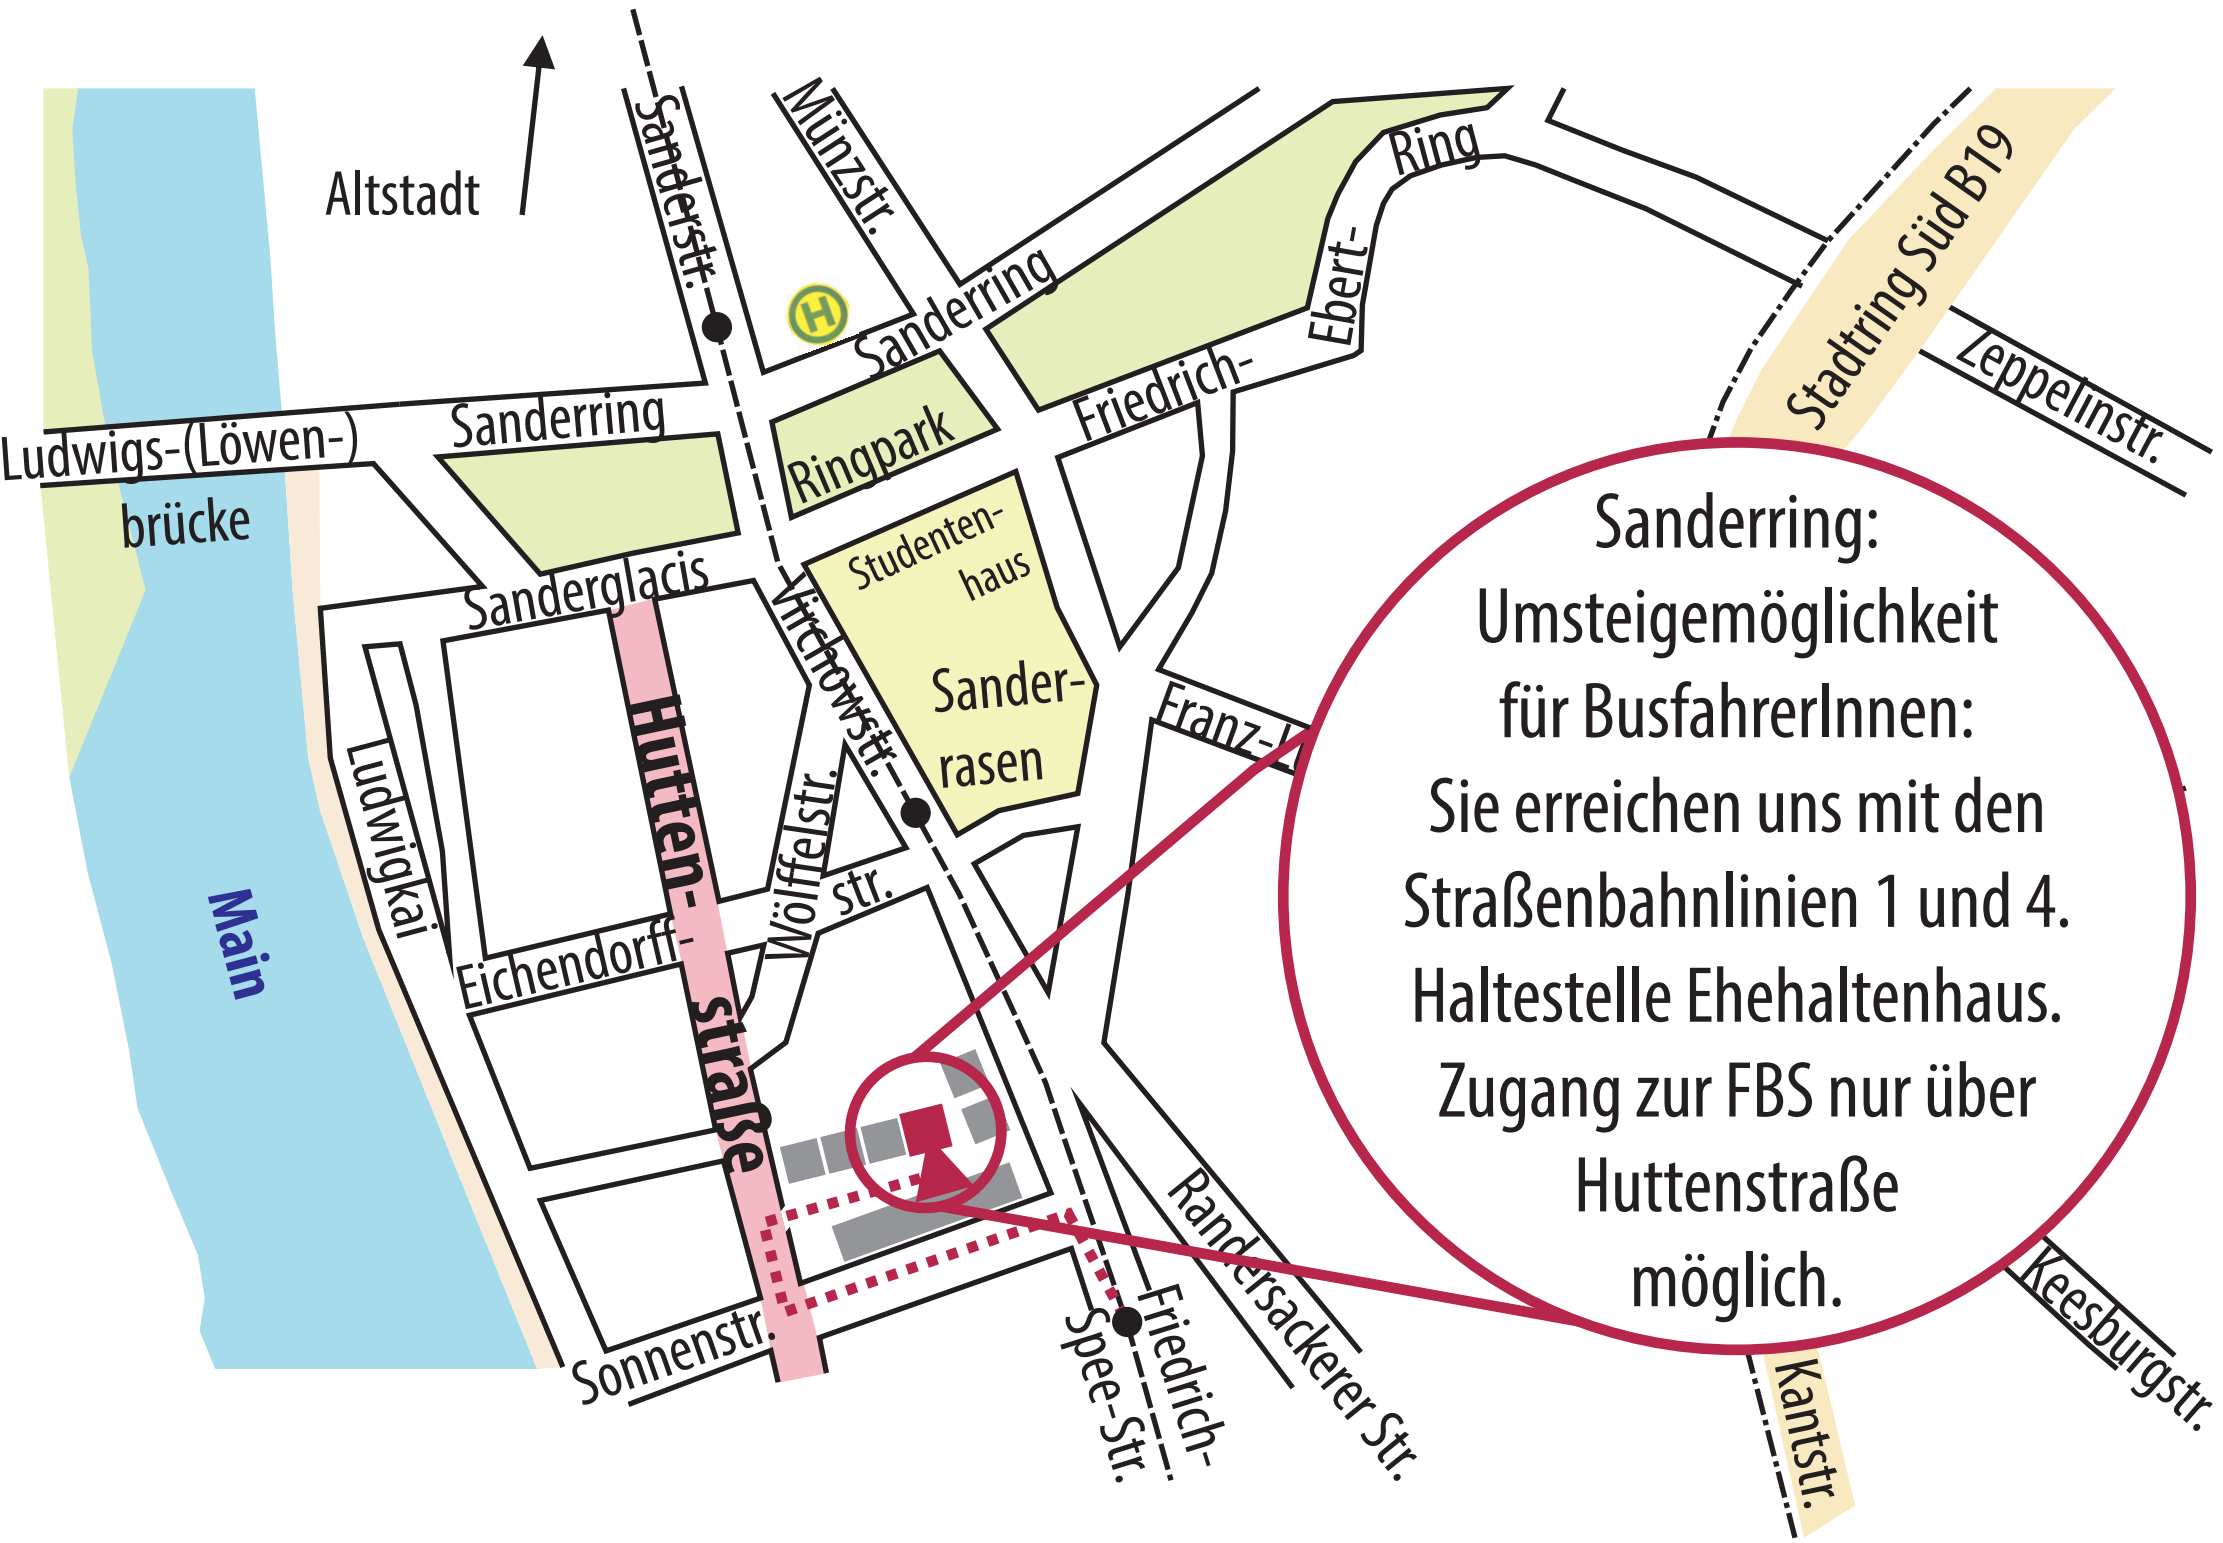 Altstadt
Sanderstr.
Münzstr.
H
Sanderring
Ring
Ebert-
Friedrich-
Stadtring Süd B19
Zeppelinstr.
Ludwigs-(Löwen-)
brücke
Sanderring
Ringpark
Sanderglacis
Studenten-
haus
Sander-
rasen
Virchowstr.
Franz-L
Ludwigkai
Main
Hutten-
straße
Wölffelstr.
Eichendorff-
str.
Sonnenstr.
Friedrich-
Spee-Str.
Randersackerer Str.
Sanderring:
Umsteigemöglichkeit
für BusfahrerInnen:
Sie erreichen uns mit den
Straßenbahnlinien 1 und 4.
Haltestelle Ehehaltenhaus.
Zugang zur FBS nur über
Huttenstraße
möglich.
Keesburgstr.
Kantstr.